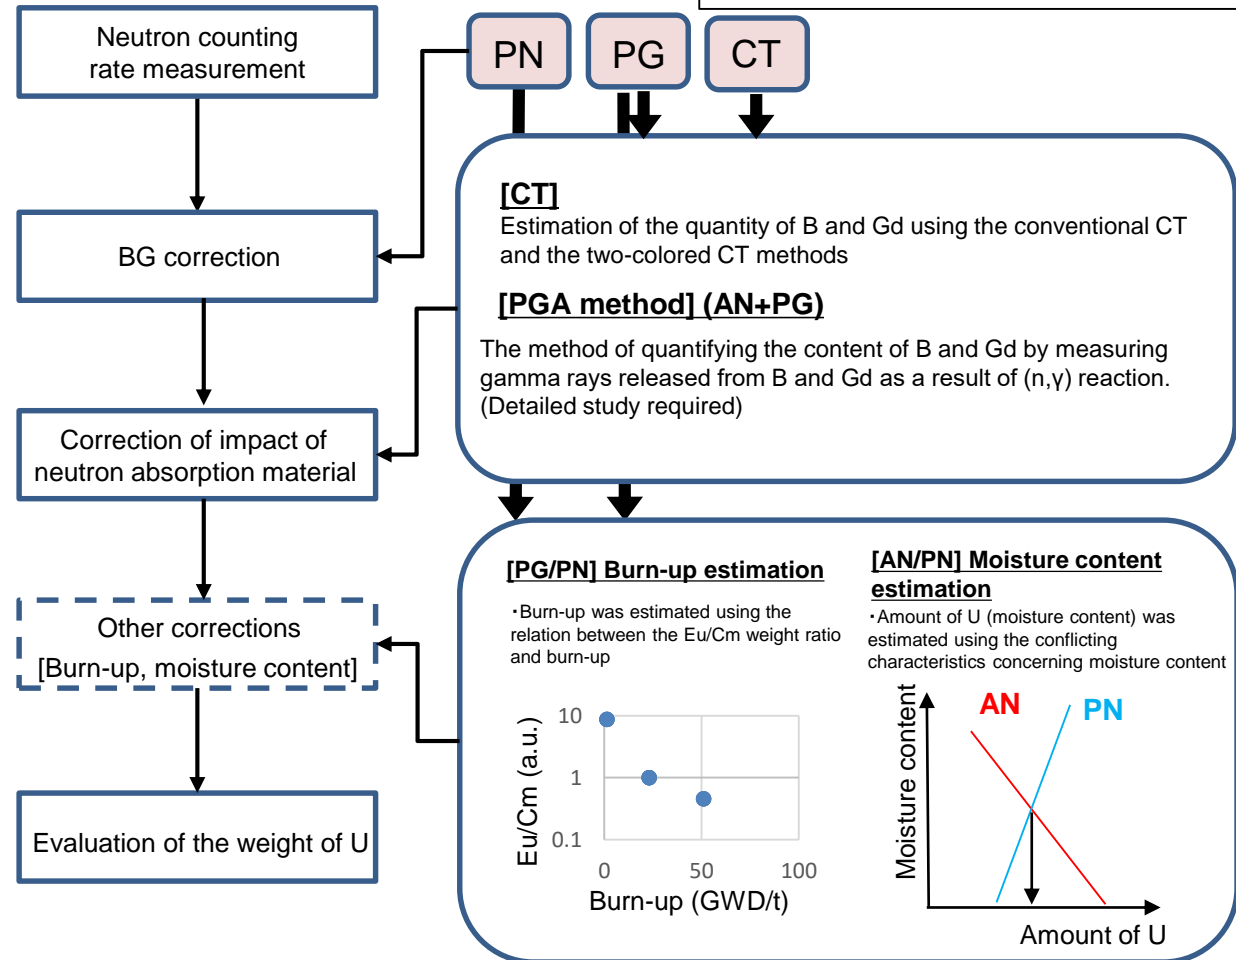 Neutron counting
rate measurement
PN
PG
CT
BG correction
[CT]
Estimation of the quantity of B and Gd using the conventional CT
and the two-colored CT methods
[PGA method] (AN+PG)
The method of quantifying the content of B and Gd by measuring
gamma rays released from B and Gd as a result of (n,γ) reaction.
(Detailed study required)
Correction of impact of
neutron absorption material
Other corrections
[Burn-up, moisture content]
Evaluation of the weight of U
[PG/PN] Burn-up estimation
・Burn-up was estimated using the
relation between the Eu/Cm weight ratio
and burn-up
Eu/Cm (a.u.)
10
1
0.1
0
50
100
Burn-up (GWD/t)
[AN/PN] Moisture content
estimation
・Amount of U (moisture content) was
estimated using the conflicting
characteristics concerning moisture content
Moisture content
AN
PN
Amount of U